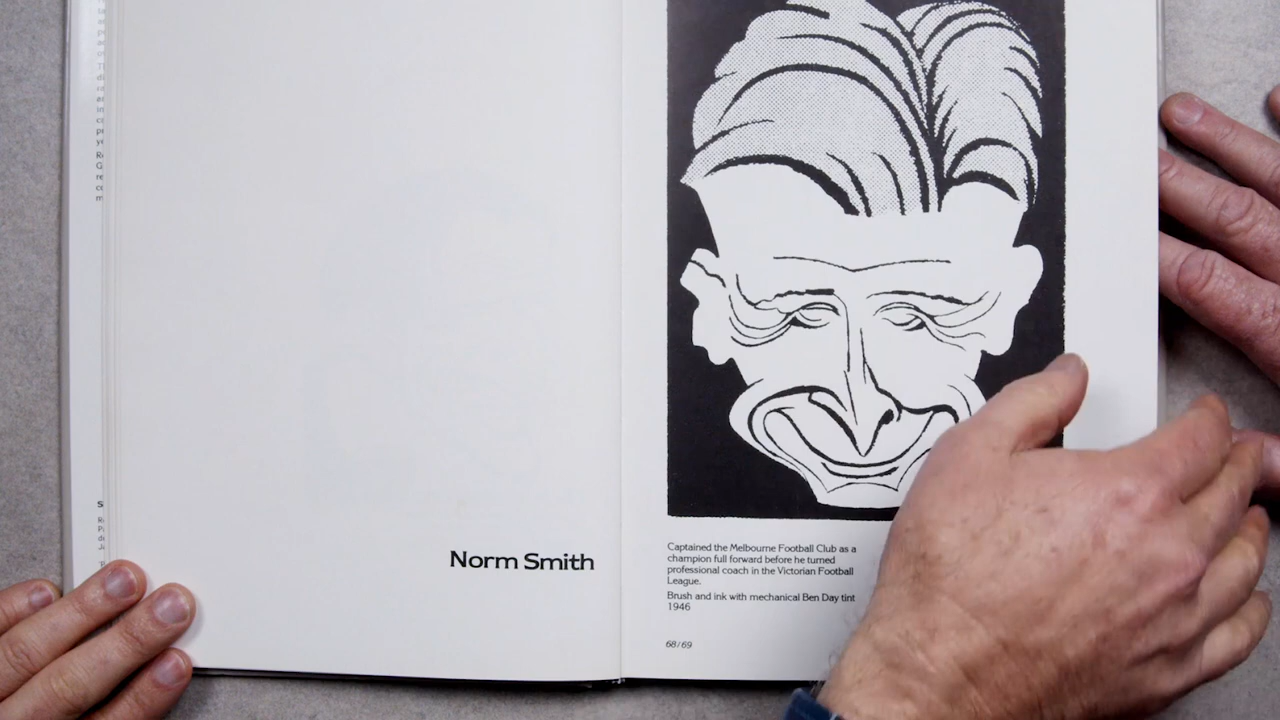 Norm Smith
Captained the Melbourne Football Club as a
champion full forward before he turned
professional coach in the Victorian Football
League.
Brush and ink with mechanical Ben Day tint
1946
68/69